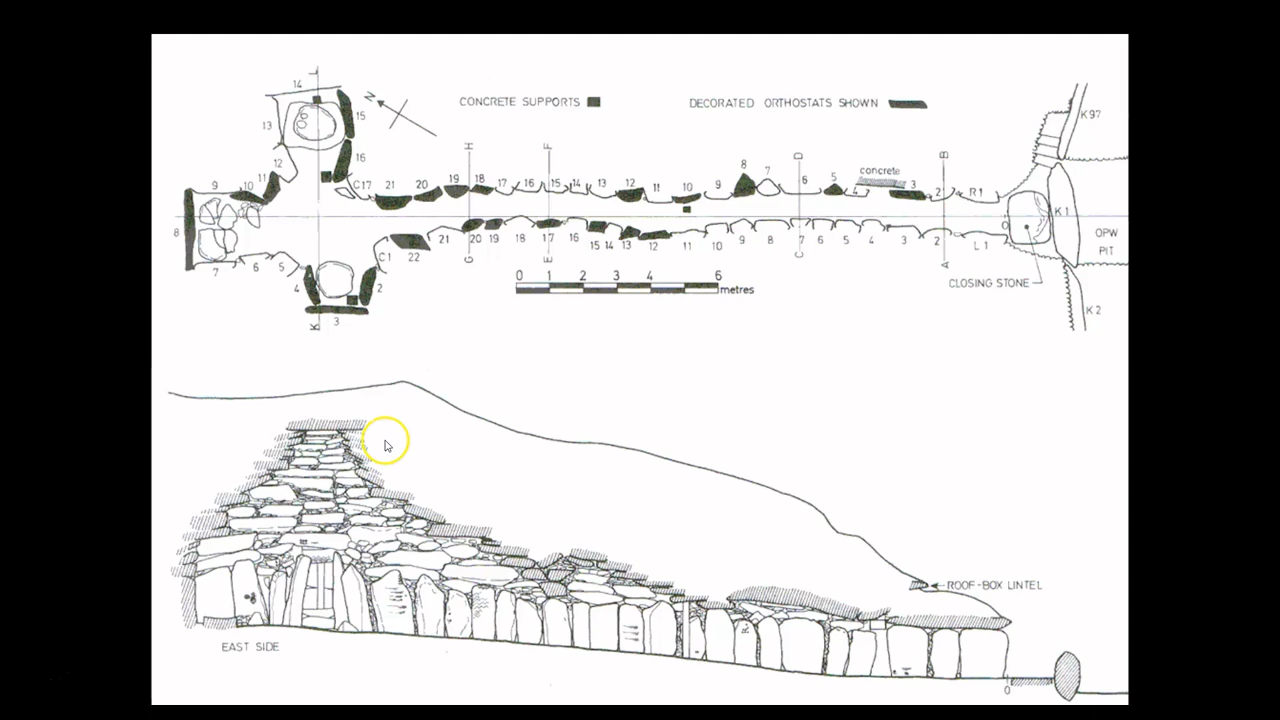 14
N
L
CONCRETE SUPPORTS
DECORATED ORTHOSTATS SHOWN
K97
13
15
12
16
H
F
D
B
8
7
6
concrete
9 10 11
C17 21 20 19 18 17 16 15 14 13 12 11 10 9
5 4 3 2 R1
K1
8
O
OPW
PIT
7 6 5
C1 22 21 20 19 18 17 16 15 14 13 12 11 10 9 8 7 6 5 4 3 2 L1
G
E
C
A
4 2
3
K
0 1 2 3 4 6
metres
CLOSING STONE
K2
ROOF-BOX LINTEL
EAST SIDE
0